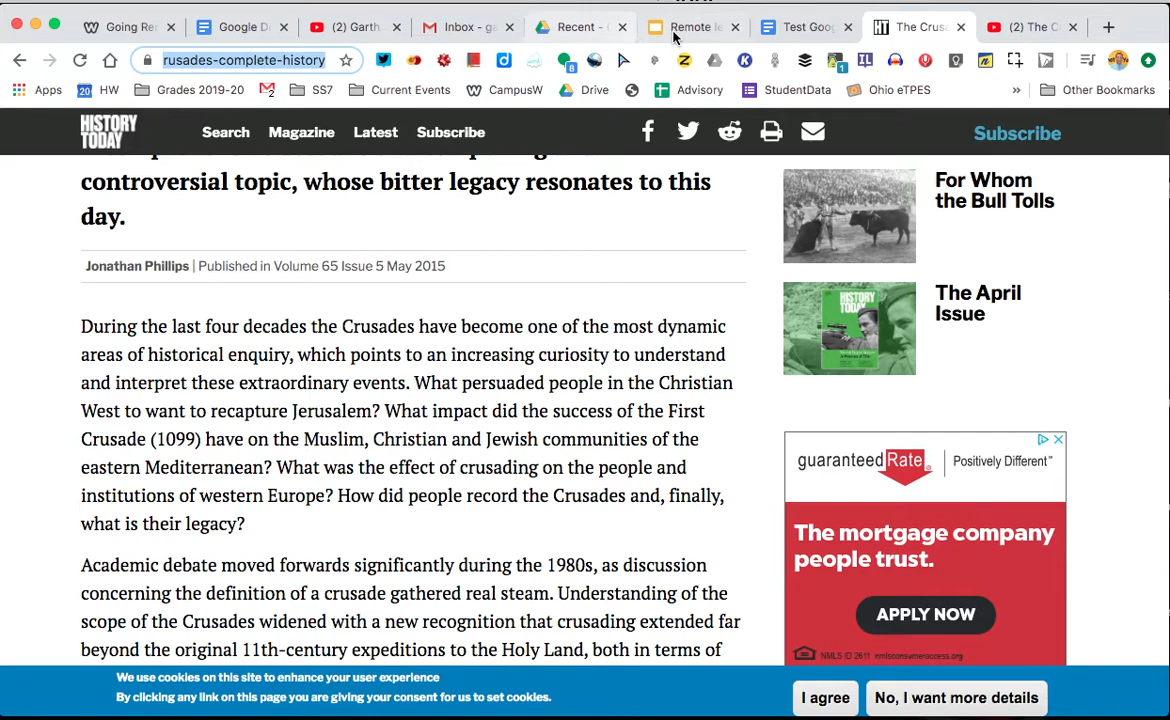 Going Re
Google D
(2) Garth
Inbox - ga
Recent -
Remote le
Test Goog
The Crusa
(2) The C
rusades-complete-history
Apps
HW
Grades 2019-20
2
SS7
Current Events
CampusW
Drive
Advisory
StudentData
Ohio eTPES
»
Other Bookmarks
HISTORY
TODAY
Search
Magazine
Latest
Subscribe
Subscribe
controversial topic, whose bitter legacy resonates to this
day.
Jonathan Phillips | Published in Volume 65 Issue 5 May 2015
During the last four decades the Crusades have become one of the most dynamic
areas of historical enquiry, which points to an increasing curiosity to understand
and interpret these extraordinary events. What persuaded people in the Christian
West to want to recapture Jerusalem? What impact did the success of the First
Crusade (1099) have on the Muslim, Christian and Jewish communities of the
eastern Mediterranean? What was the effect of crusading on the people and
institutions of western Europe? How did people record the Crusades and, finally,
what is their legacy?
Academic debate moved forwards significantly during the 1980s, as discussion
concerning the definition of a crusade gathered real steam. Understanding of the
scope of the Crusades widened with a new recognition that crusading extended far
beyond the original 11th-century expeditions to the Holy Land, both in terms of
For Whom
the Bull Tolls
The April
Issue
HISTORY
TODAY
guaranteed Rate
Positively Different™
The mortgage company
people trust.
APPLY NOW
NMLS ID 2611 nmlsconsumeraccess.org
We use cookies on this site to enhance your user experience
By clicking any link on this page you are giving your consent for us to set cookies.
I agree
No, I want more details